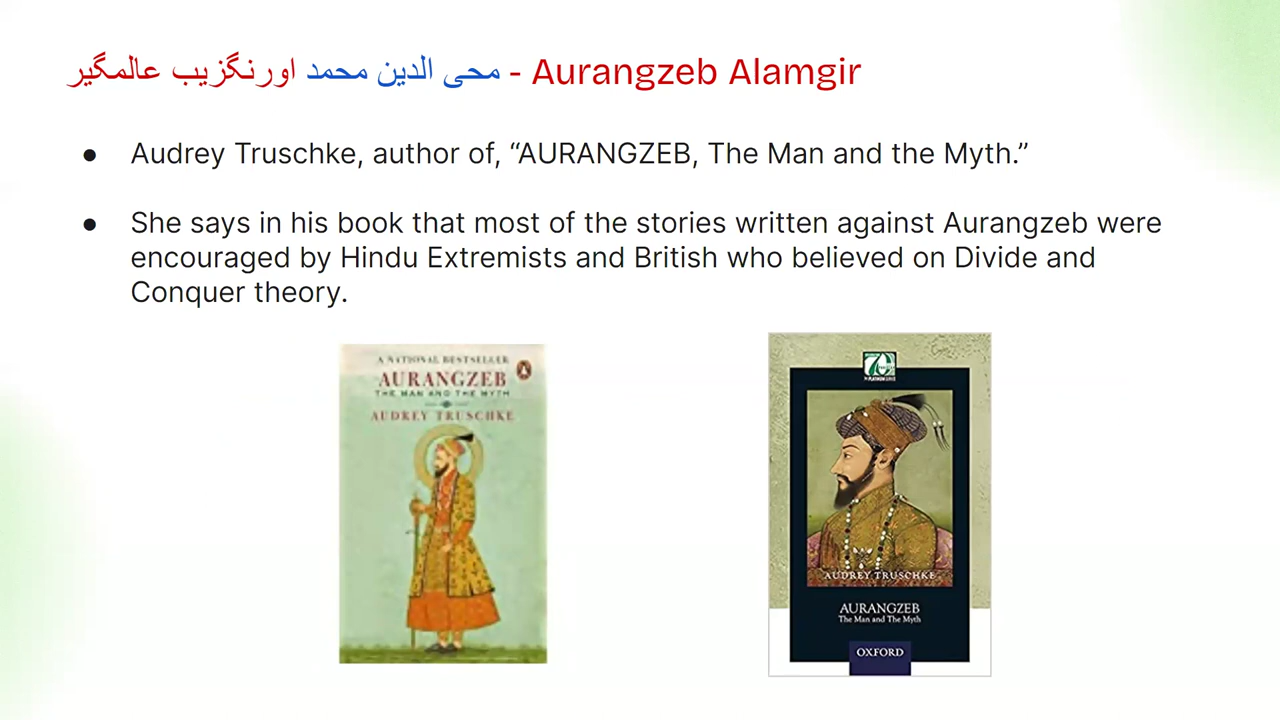 محی الدین محمد اورنگزیب عالمگیر - Aurangzeb Alamgir
● Audrey Truschke, author of, “AURANGZEB, The Man and the Myth.”
● She says in his book that most of the stories written against Aurangzeb were
encouraged by Hindu Extremists and British who believed on Divide and
Conquer theory.
A NATIONAL BESTSELLER
AURANGZEB
THE MAN AND THE MYTH
AUDREY TRUSCHKE
AUDREY TRUSCHKE
AURANGZEB
The Man and The Myth
OXFORD